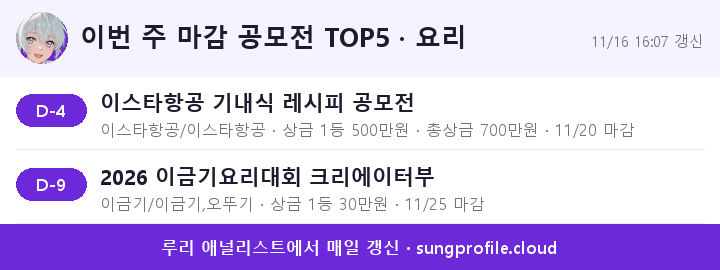 이번 주 마감 공모전 TOP5 · 요리
11/16 16:07 갱신
D-4
이스타항공 기내식 레시피 공모전
이스타항공/이스타항공 · 상금 1등 500만원 · 총상금 700만원 · 11/20 마감
D-9
2026 이금기요리대회 크리에이터부
이금기/이금기,오뚜기 · 상금 1등 30만원 · 11/25 마감
루리 애널리스트에서 매일 갱신 · sungprofile.cloud